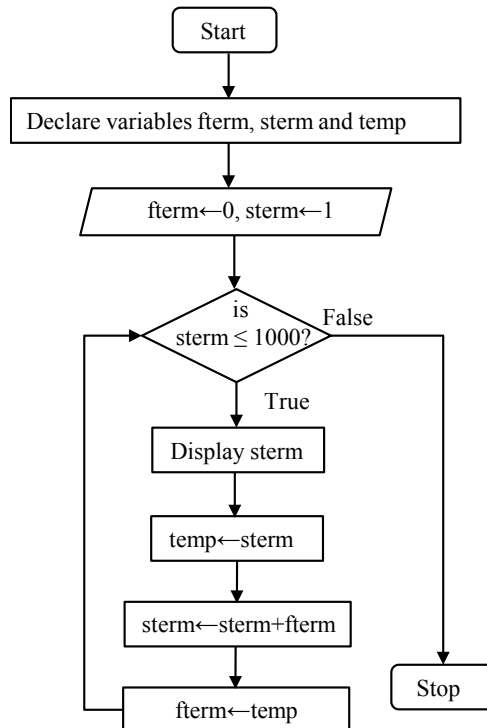 Start
Declare variables fterm, sterm and temp
fterm←0, sterm←1
is
sterm ≤ 1000?
False
True
Display sterm
temp←sterm
sterm←sterm+fterm
fterm←temp
Stop